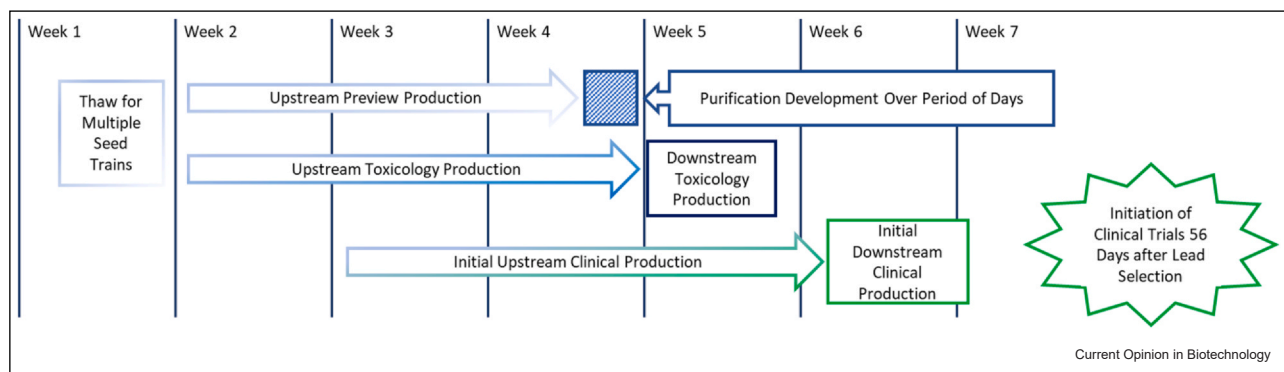 Week 1
Week 2
Week 3
Week 4
Week 5
Week 6
Week 7
Thaw for
Multiple
Seed
Trains
Upstream Preview Production
Purification Development Over Period of Days
Upstream Toxicology Production
Downstream
Toxicology
Production
Initial Upstream Clinical Production
Initial
Downstream
Clinical
Production
Initiation of
Clinical Trials 56
Days after Lead
Selection
Current Opinion in Biotechnology